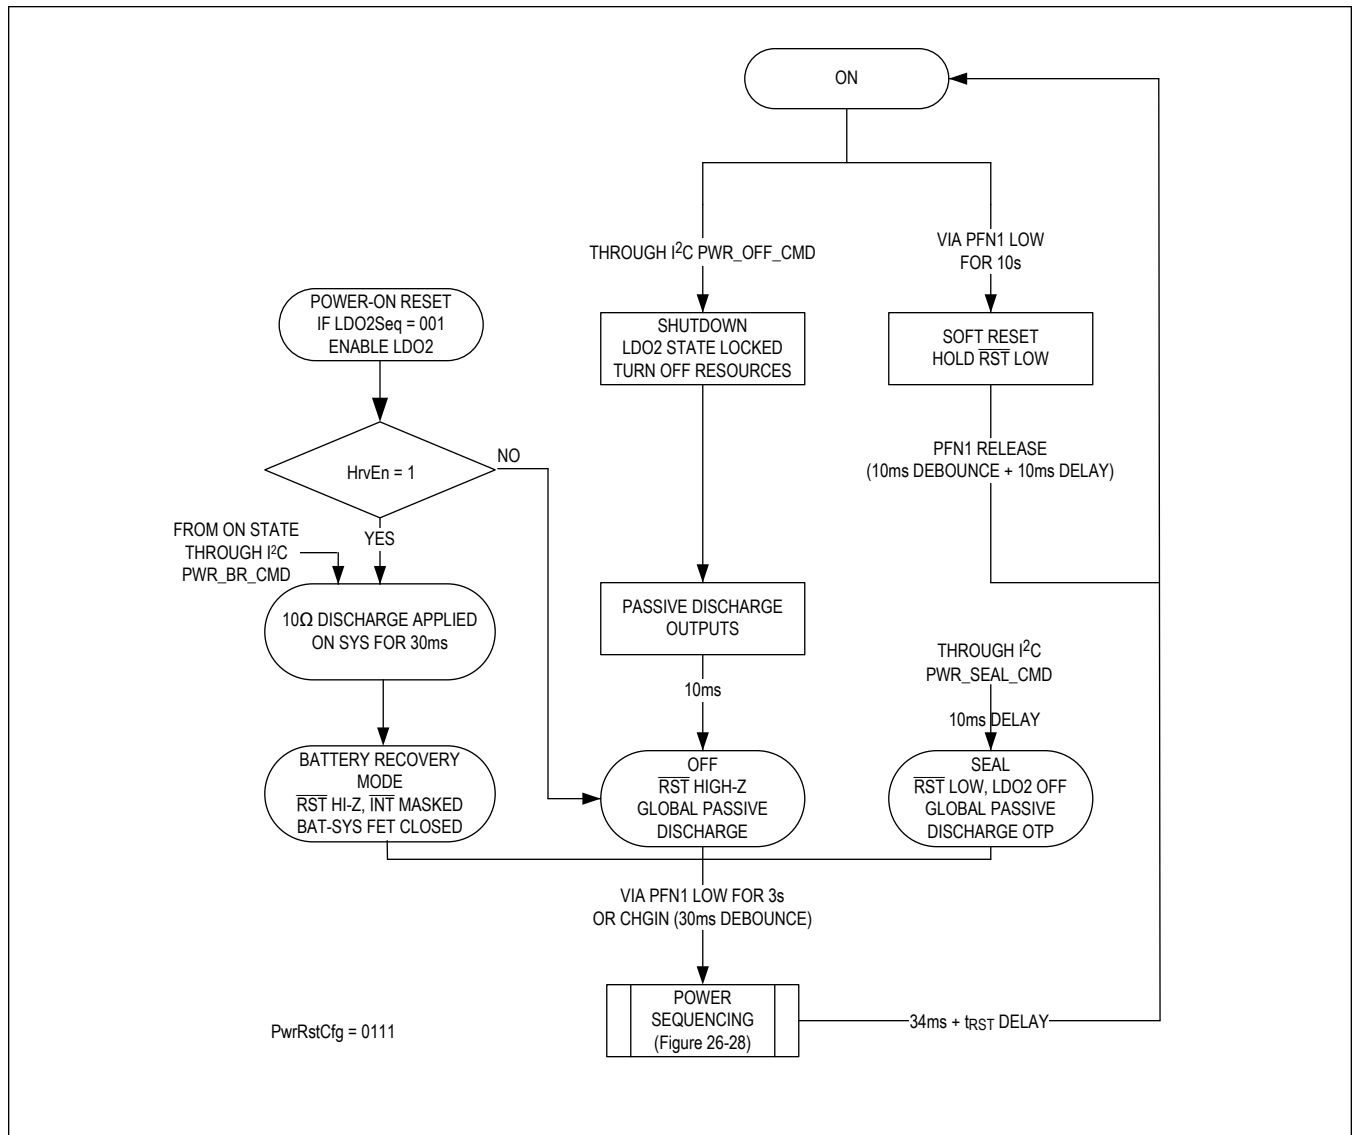 ON
THROUGH I²C PWR_OFF_CMD
VIA PFN1 LOW
FOR 10s
POWER-ON RESET
IF LDO2Seq = 001
ENABLE LDO2
SHUTDOWN
LDO2 STATE LOCKED
TURN OFF RESOURCES
SOFT RESET
HOLD R̅S̅T̅ LOW
HrvEn = 1
NO
YES
PFN1 RELEASE
(10ms DEBOUNCE + 10ms DELAY)
FROM ON STATE
THROUGH I²C
PWR_BR_CMD
10Ω DISCHARGE APPLIED
ON SYS FOR 30ms
PASSIVE DISCHARGE
OUTPUTS
10ms
THROUGH I²C
PWR_SEAL_CMD
10ms DELAY
BATTERY RECOVERY
MODE
R̅S̅T̅ HI-Z, I̅N̅T̅ MASKED
BAT-SYS FET CLOSED
OFF
R̅S̅T̅ HIGH-Z
GLOBAL PASSIVE
DISCHARGE
SEAL
R̅S̅T̅ LOW, LDO2 OFF
GLOBAL PASSIVE
DISCHARGE OTP
VIA PFN1 LOW FOR 3s
OR CHGIN (30ms DEBOUNCE)
POWER
SEQUENCING
(Figure 26-28)
34ms + tRST DELAY
PwrRstCfg = 0111